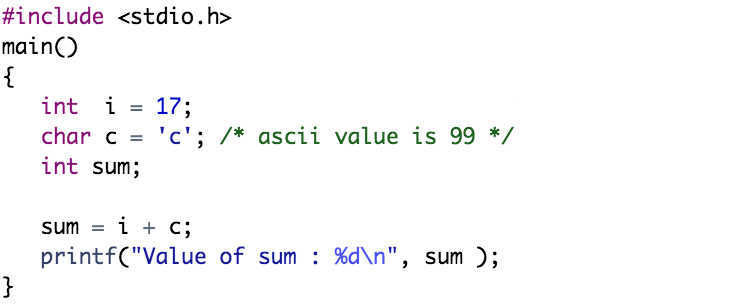 #include <stdio.h>
main()
{
   int  i = 17;
   char c = 'c'; /* ascii value is 99 */
   int sum;

   sum = i + c;
   printf("Value of sum : %d\n", sum );
}